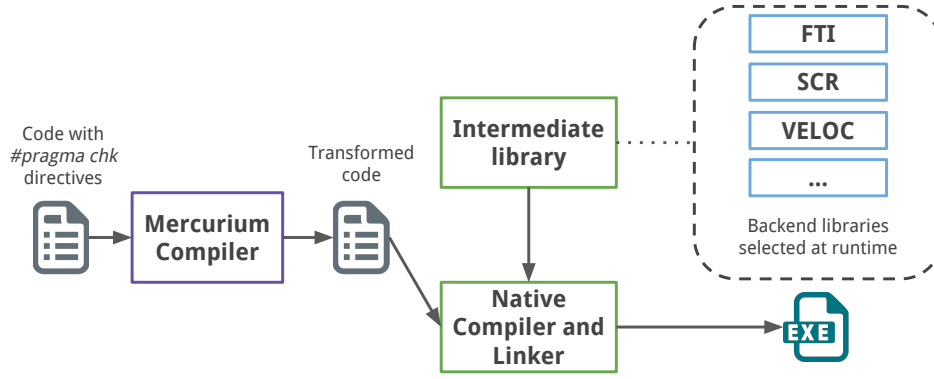 Code with
#pragma chk
directives
Mercurium
Compiler
Transformed
code
Intermediate
library
Native
Compiler and
Linker
FTI
SCR
VELOC
...
Backend libraries
selected at runtime
EXE